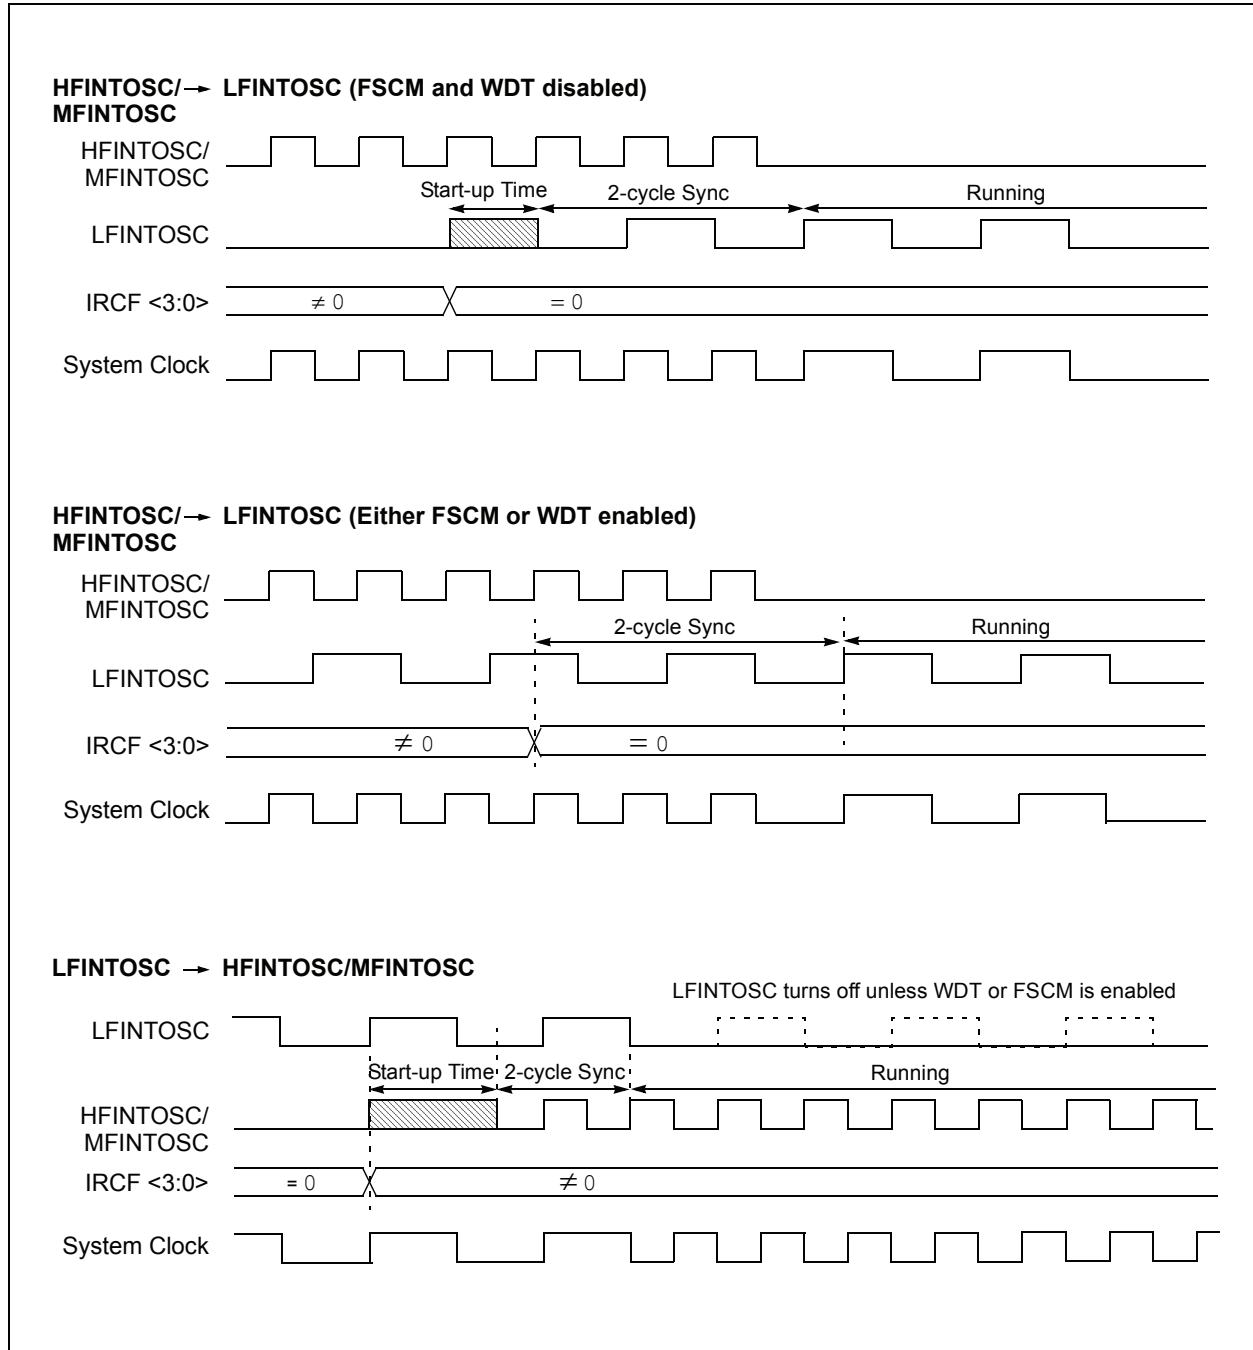 HFINTOSC/→ LFINTOSC (FSCM and WDT disabled)
MFINTOSC
HFINTOSC/
MFINTOSC
Start-up Time 2-cycle Sync Running
LFINTOSC
IRCF <3:0> ≠ 0 = 0
System Clock
HFINTOSC/→ LFINTOSC (Either FSCM or WDT enabled)
MFINTOSC
HFINTOSC/
MFINTOSC
2-cycle Sync Running
LFINTOSC
IRCF <3:0> ≠ 0 = 0
System Clock
LFINTOSC → HFINTOSC/MFINTOSC
LFINTOSC turns off unless WDT or FSCM is enabled
LFINTOSC
Start-up Time 2-cycle Sync Running
HFINTOSC/
MFINTOSC
IRCF <3:0> = 0 ≠ 0
System Clock